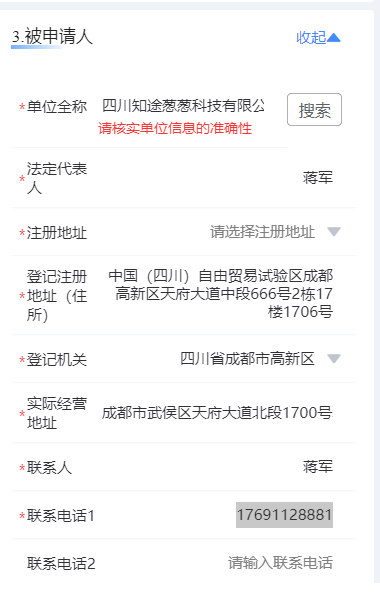 3.被申请人
收起
*单位全称
四川知途葱葱科技有限公
搜索
请核实单位信息的准确性
*法定代表
人
蒋军
*注册地址
请选择注册地址
*登记注册
地址（住
所）
中国（四川）自由贸易试验区成都
高新区天府大道中段666号2栋17
楼1706号
*登记机关
四川省成都市高新区
*实际经营
地址
成都市武侯区天府大道北段1700号
*联系人
蒋军
*联系电话1
17691128881
联系电话2
请输入联系电话